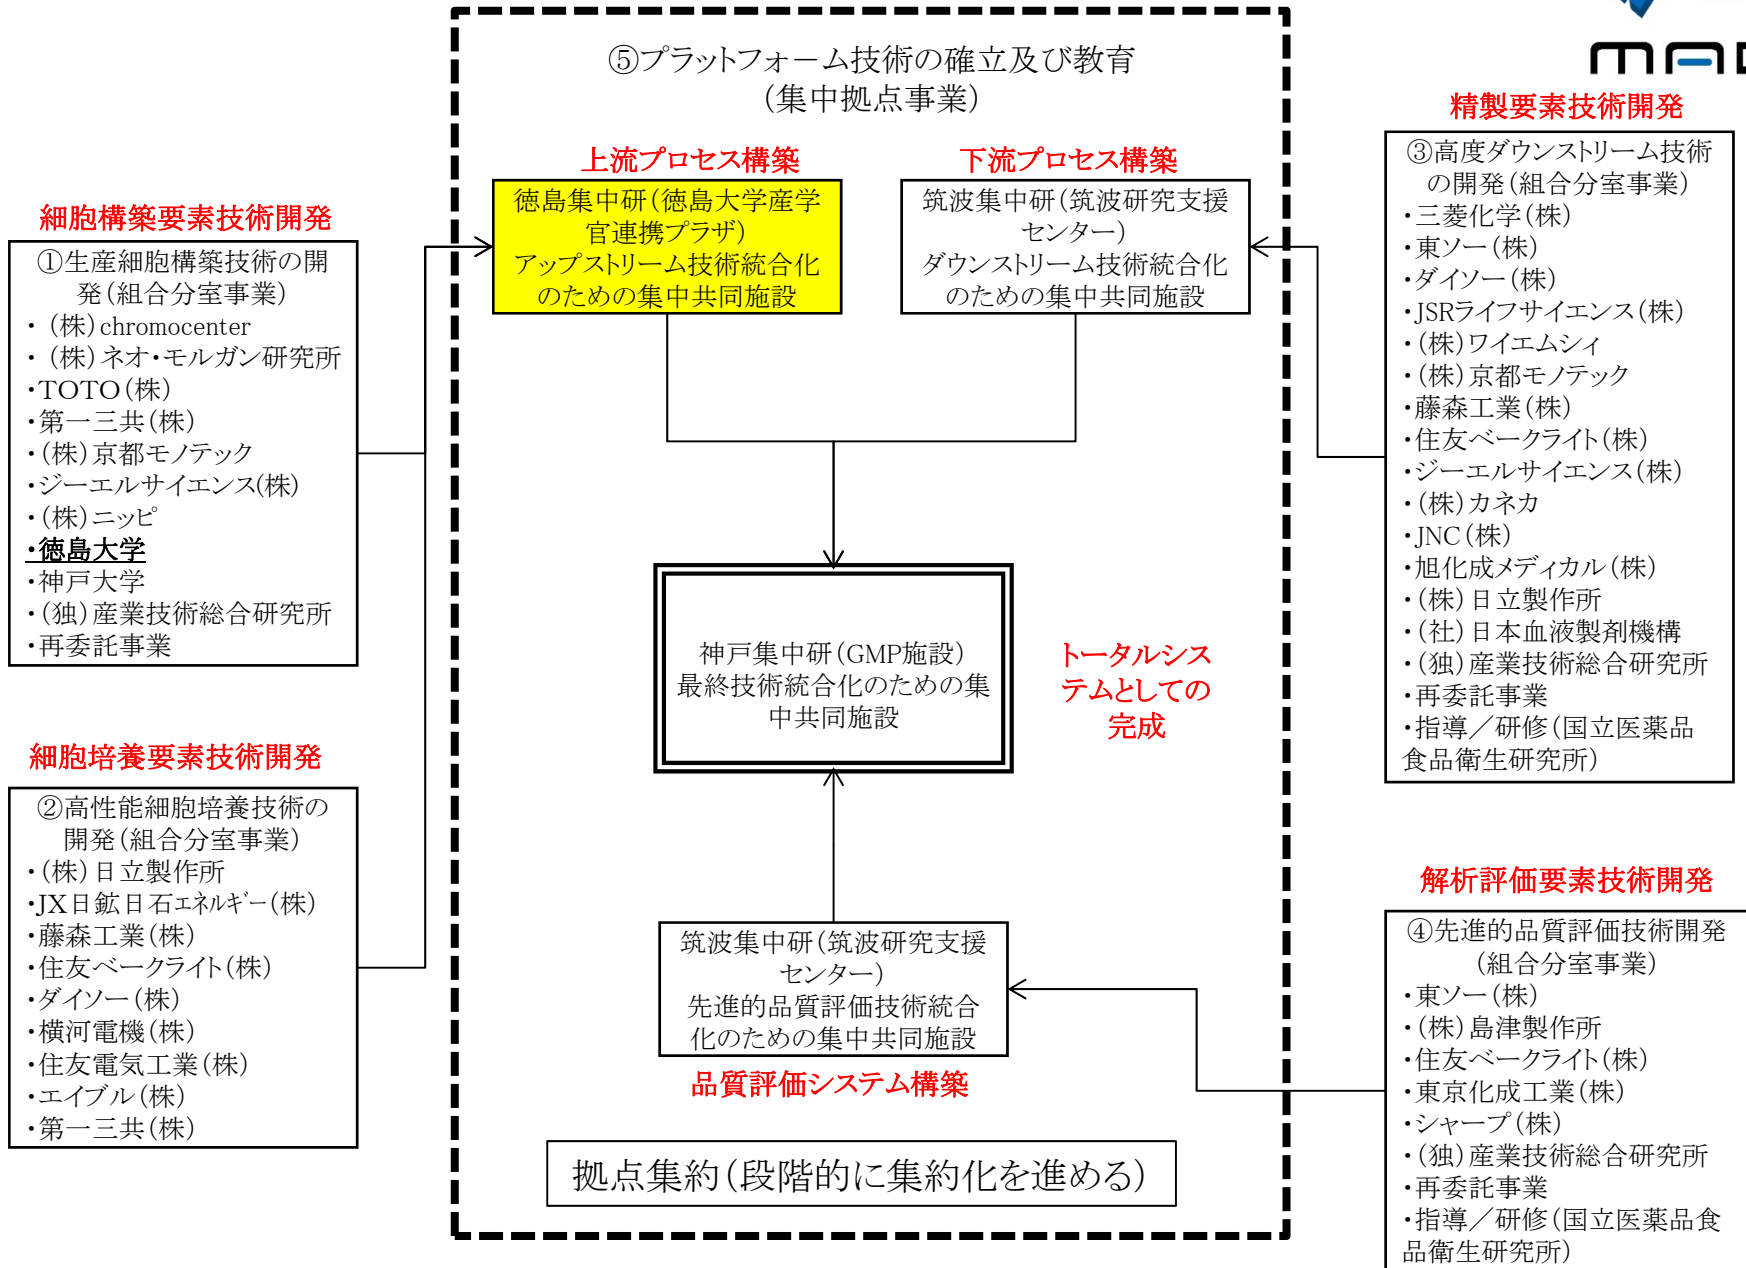 ⑤プラットフォーム技術の確立及び教育
(集中拠点事業)
上流プロセス構築
徳島集中研(徳島大学産学
官連携プラザ)
アップストリーム技術統合化
のための集中共同施設
下流プロセス構築
筑波集中研(筑波研究支援
センター)
ダウンストリーム技術統合化
のための集中共同施設
細胞構築要素技術開発
①生産細胞構築技術の開
発(組合分室事業)
・(株)chromocenter
・(株)ネオ・モルガン研究所
・TOTO(株)
・第一三共(株)
・(株)京都モノテック
・ジーエルサイエンス(株)
・(株)ニッピ
・徳島大学
・神戸大学
・(独)産業技術総合研究所
・再委託事業
細胞培養要素技術開発
②高性能細胞培養技術の
開発(組合分室事業)
・(株)日立製作所
・JX日鉱日石エネルギー(株)
・藤森工業(株)
・住友ベークライト(株)
・ダイソー(株)
・横河電機(株)
・住友電気工業(株)
・エイブル(株)
・第一三共(株)
神戸集中研(GMP施設)
最終技術統合化のための集
中共同施設
トータルシス
テムとしての
完成
筑波集中研(筑波研究支援
センター)
先進的品質評価技術統合
化のための集中共同施設
品質評価システム構築
拠点集約(段階的に集約化を進める)
精製要素技術開発
③高度ダウンストリーム技術
の開発(組合分室事業)
・三菱化学(株)
・東ソー(株)
・ダイソー(株)
・JSRライフサイエンス(株)
・(株)ワイエムシィ
・(株)京都モノテック
・藤森工業(株)
・住友ベークライト(株)
・ジーエルサイエンス(株)
・(株)カネカ
・JNC(株)
・旭化成メディカル(株)
・(株)日立製作所
・(社)日本血液製剤機構
・(独)産業技術総合研究所
・再委託事業
・指導／研修(国立医薬品
食品衛生研究所)
解析評価要素技術開発
④先進的品質評価技術開発
(組合分室事業)
・東ソー(株)
・(株)島津製作所
・住友ベークライト(株)
・東京化成工業(株)
・シャープ(株)
・(独)産業技術総合研究所
・再委託事業
・指導／研修(国立医薬品食
品衛生研究所)